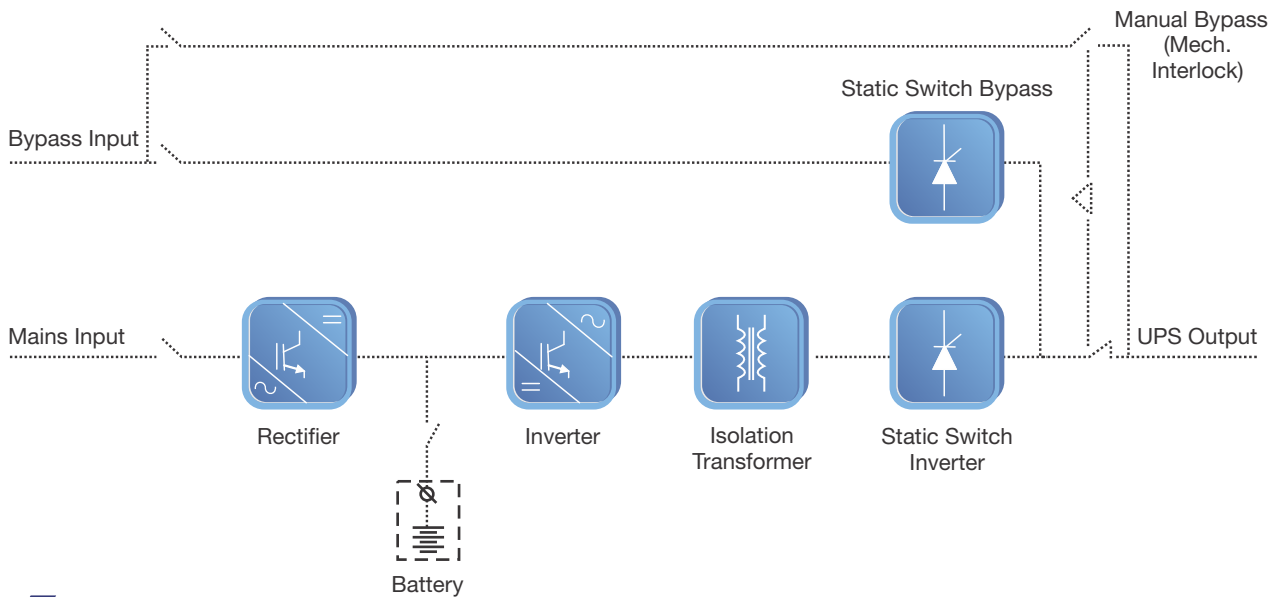 Manual Bypass
(Mech.
Interlock)
Static Switch Bypass
Bypass Input
Mains Input
UPS Output
Rectifier
Inverter
Isolation
Transformer
Static Switch
Inverter
Battery